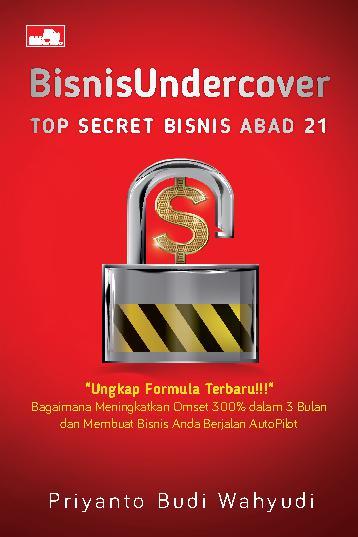 BisnisUndercover
TOP SECRET BISNIS ABAD 21
"Ungkap Formula Terbaru!!!"
Bagaimana Meningkatkan Omset 300% dalam 3 Bulan
dan Membuat Bisnis Anda Berjalan AutoPilot
Priyanto Budi Wahyudi